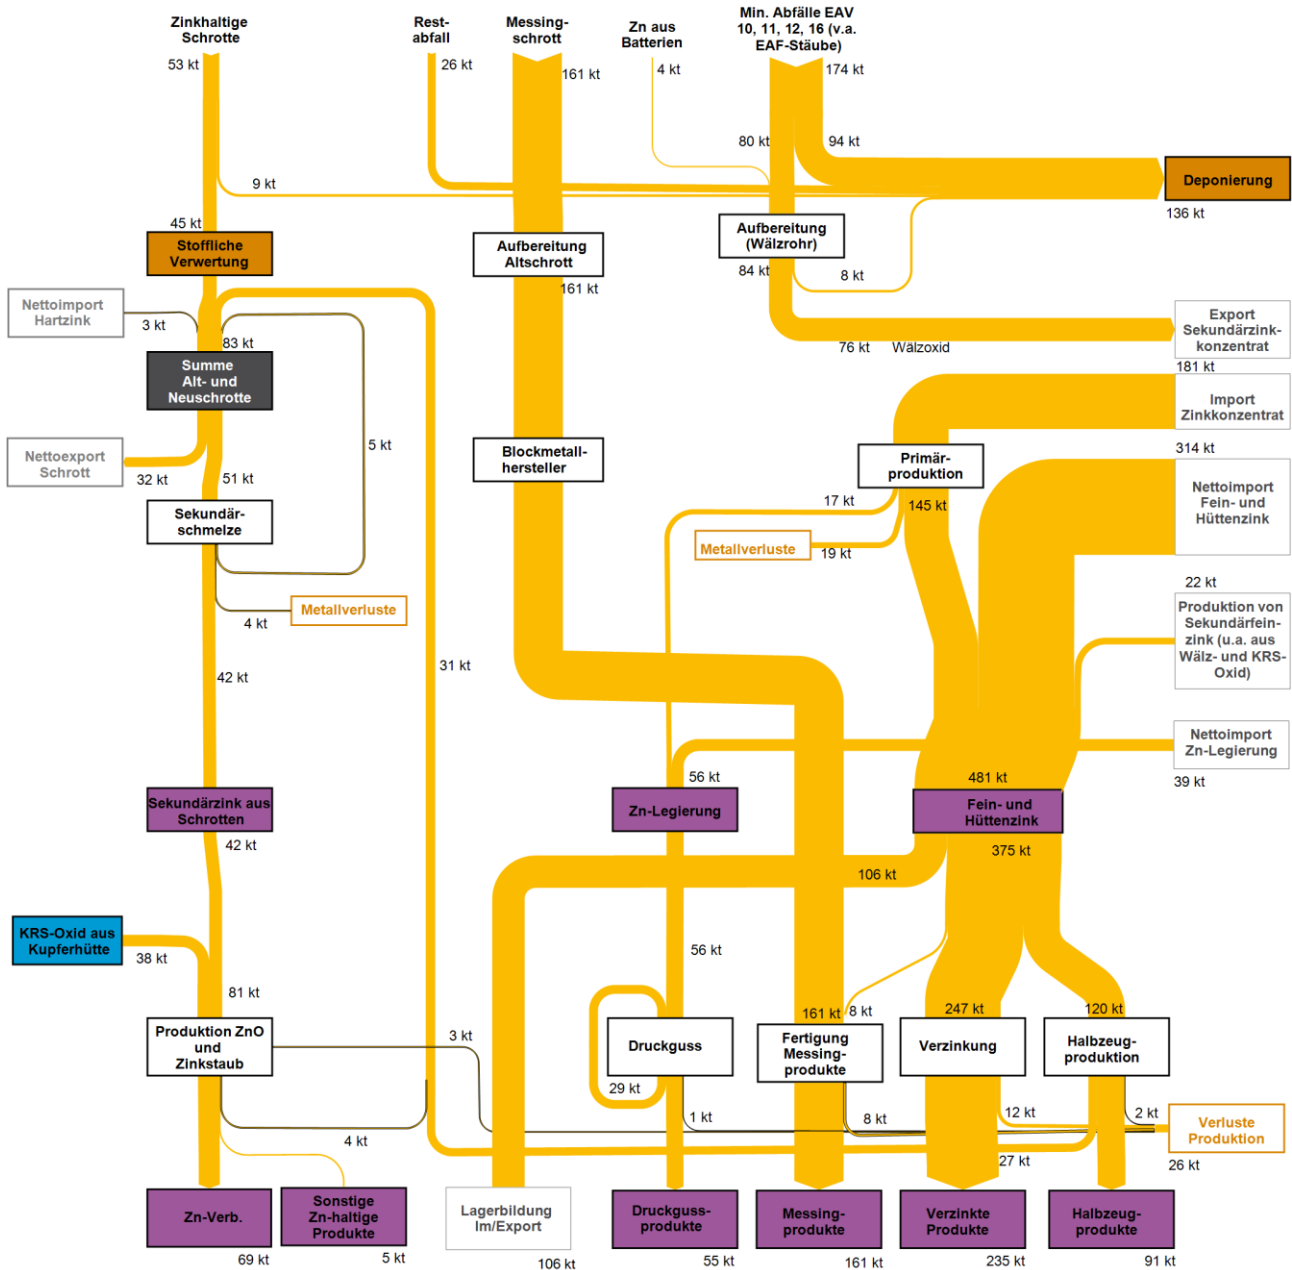 Zinkhaltige
Schrotte
Rest-
abfall
Messing-
schrott
Zn aus
Batterien
Min. Abfälle EAV
10, 11, 12, 16 (v.a.
EAF-Stäube)
53 kt
26 kt
161 kt
4 kt
174 kt
80 kt
94 kt
9 kt
Deponierung
136 kt
45 kt
Stoffliche
Verwertung
Aufbereitung
Altschrott
161 kt
Aufbereitung
(Wälzrohr)
84 kt
8 kt
Nettoimport
Hartzink
3 kt
83 kt
Export
Sekundärzink-
konzentrat
76 kt
Wälzoxid
Summe
Alt- und
Neuschrotte
181 kt
Import
Zinkkonzentrat
5 kt
Nettoexport
Schrott
32 kt
51 kt
Blockmetall-
hersteller
Primär-
produktion
314 kt
Nettoimport
Fein- und
Hüttenzink
17 kt
145 kt
Sekundär-
schmelze
Metallverluste
19 kt
Metallverluste
4 kt
22 kt
Produktion von
Sekundärfein-
zink (u.a. aus
Wälz- und KRS-
Oxid)
42 kt
31 kt
Nettoimport
Zn-Legierung
39 kt
56 kt
481 kt
Sekundärzink aus
Schrotten
42 kt
Zn-Legierung
Fein- und
Hüttenzink
375 kt
106 kt
KRS-Oxid aus
Kupferhütte
38 kt
56 kt
81 kt
161 kt
8 kt
247 kt
120 kt
Produktion ZnO
und
Zinkstaub
3 kt
Druckguss
Fertigung
Messing-
produkte
Verzinkung
Halbzeug-
produktion
29 kt
1 kt
8 kt
12 kt
2 kt
Verluste
Produktion
26 kt
4 kt
27 kt
Zn-Verb.
69 kt
Sonstige
Zn-haltige
Produkte
5 kt
Lagerbildung
Im/Export
106 kt
Druckguss-
produkte
55 kt
Messing-
produkte
161 kt
Verzinkte
Produkte
235 kt
Halbzeug-
produkte
91 kt